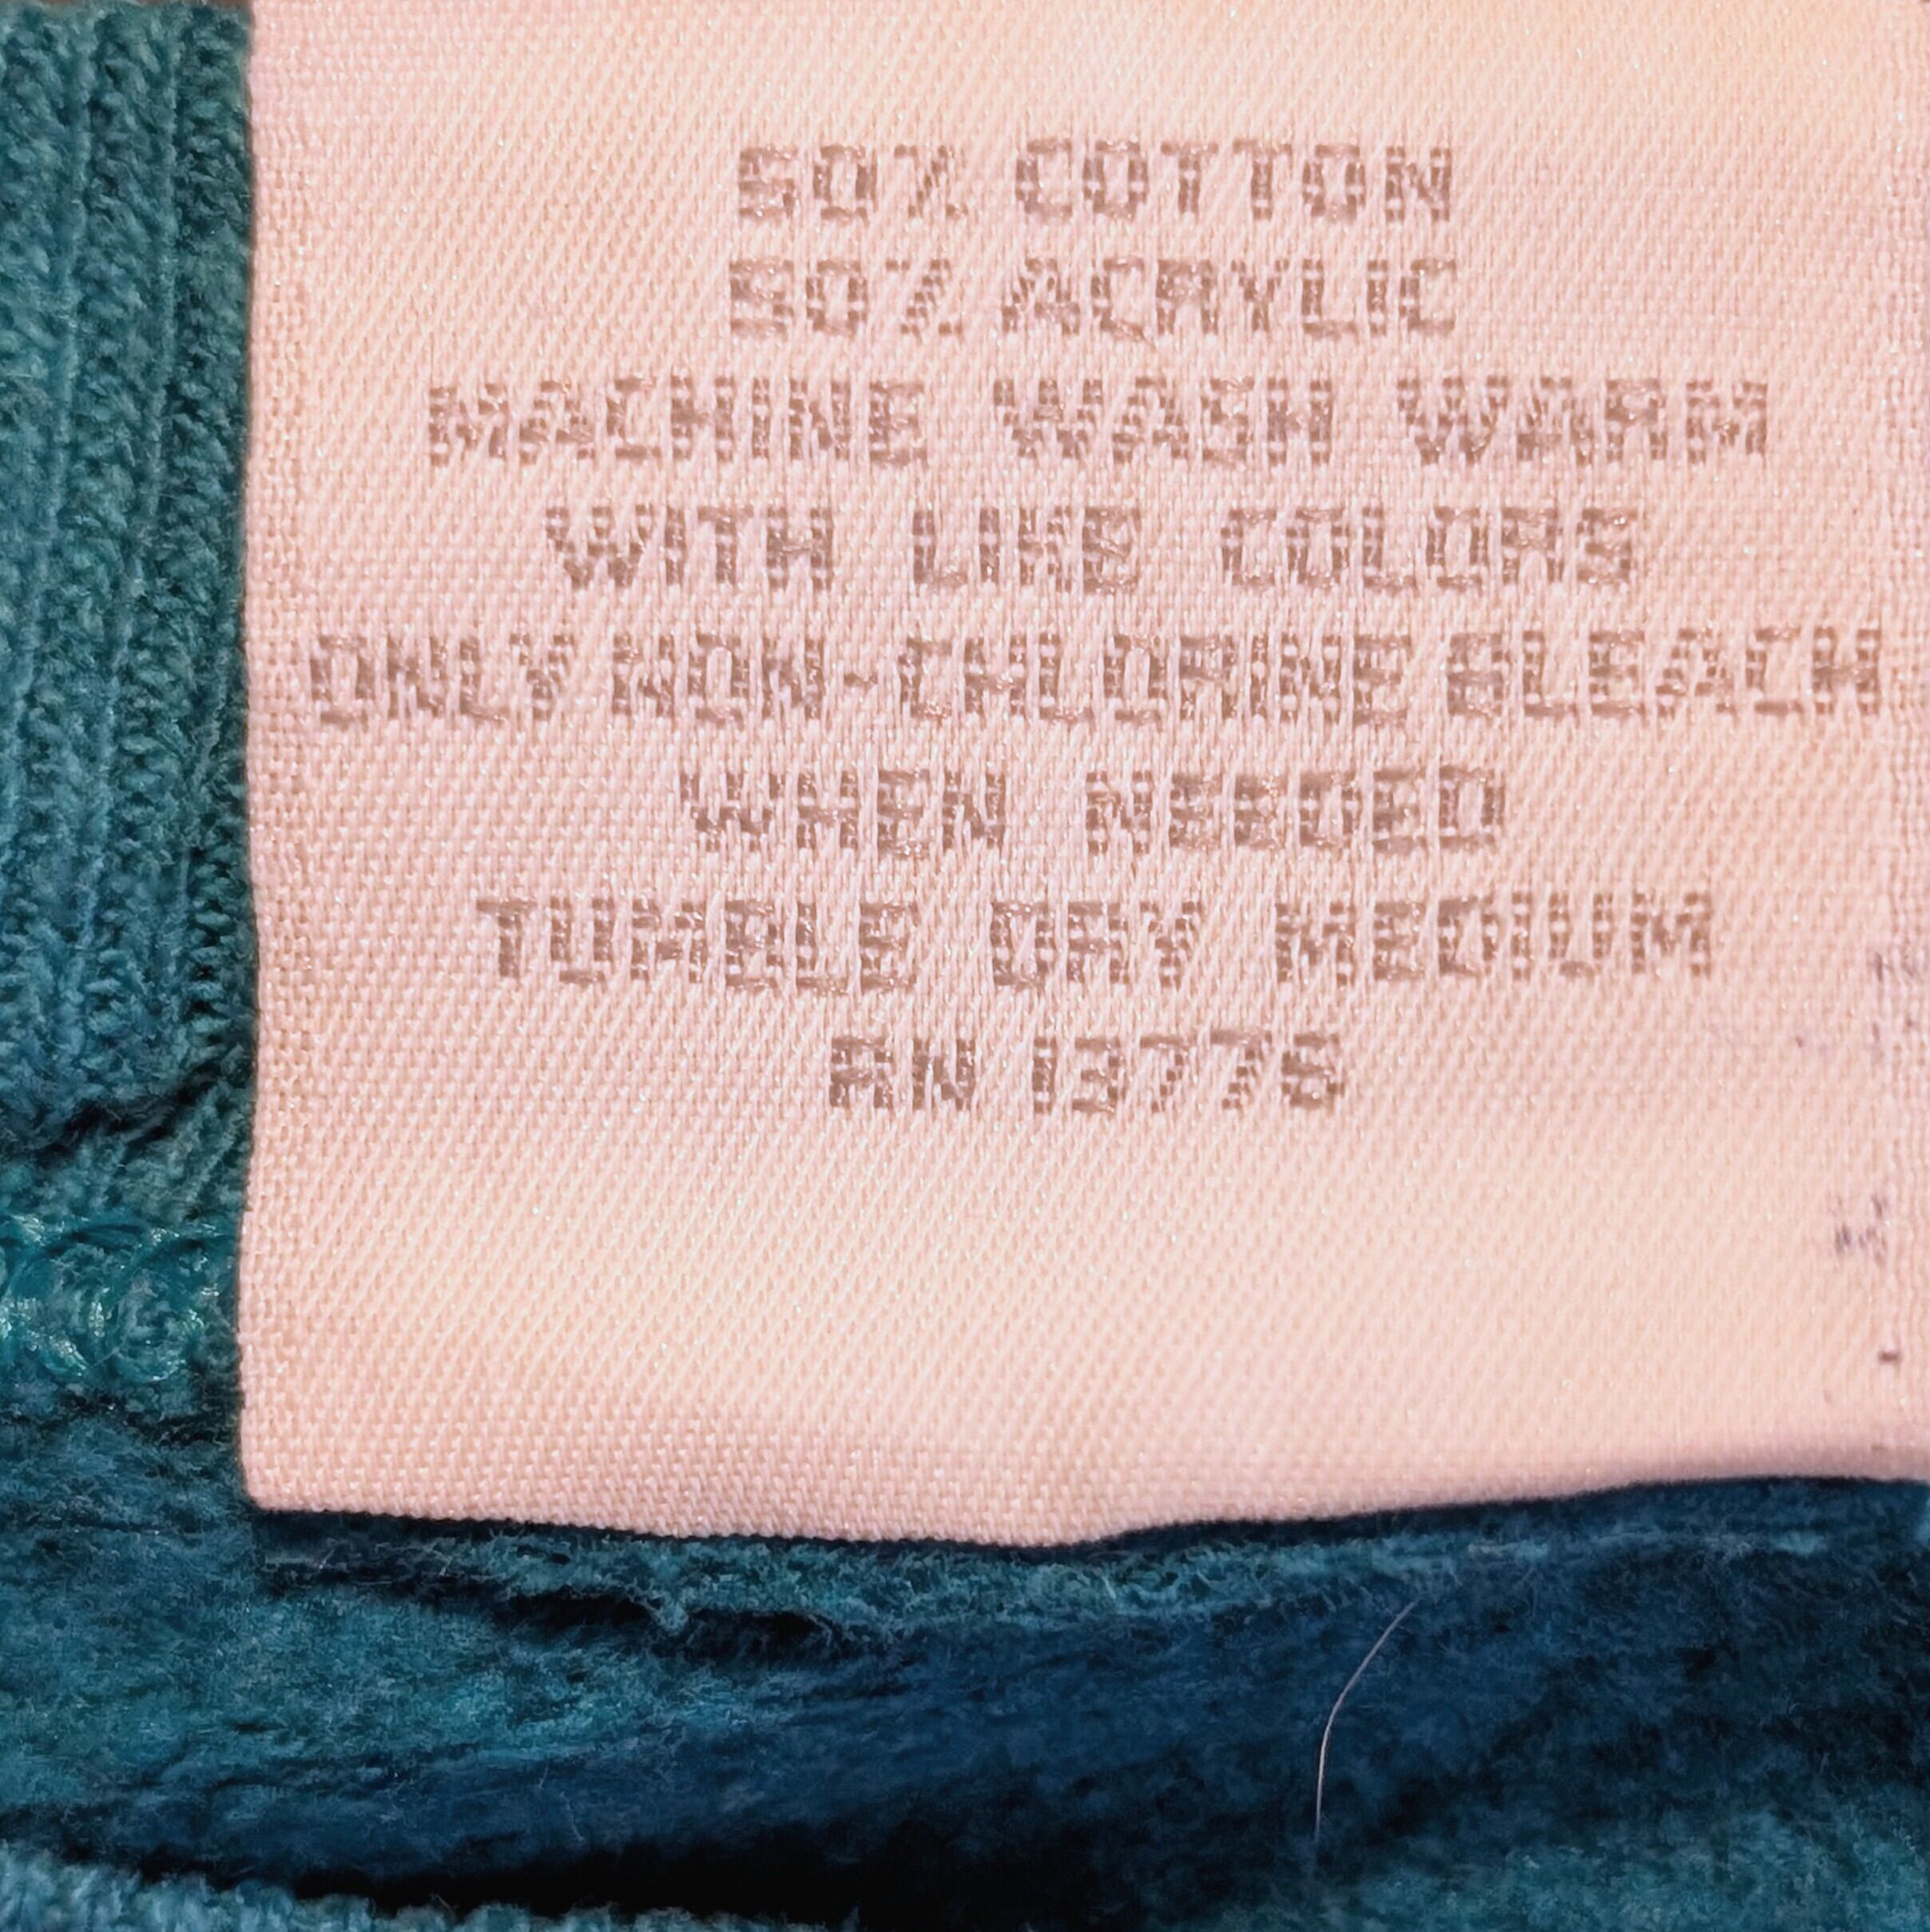 50% COTTON
50% ACRYLIC
MACHINE WASH WARM
WITH LIKE COLORS
ONLY NON-CHLORINE BLEACH
WHEN NEEDED
TUMBLE DRY MEDIUM
RN 13776